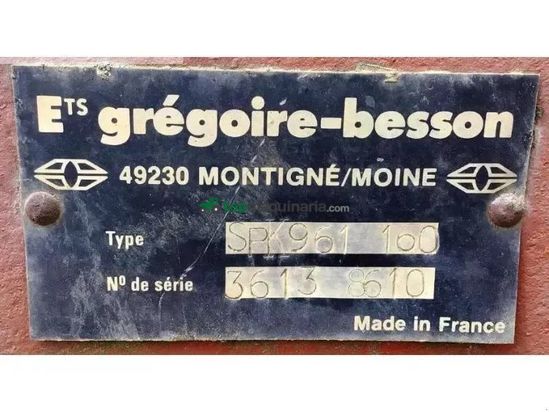 ETS grégoire-besson
49230 MONTIGNÉ/MOINE
Type SPK961 160
Nº de série 3613 8610
Made in France